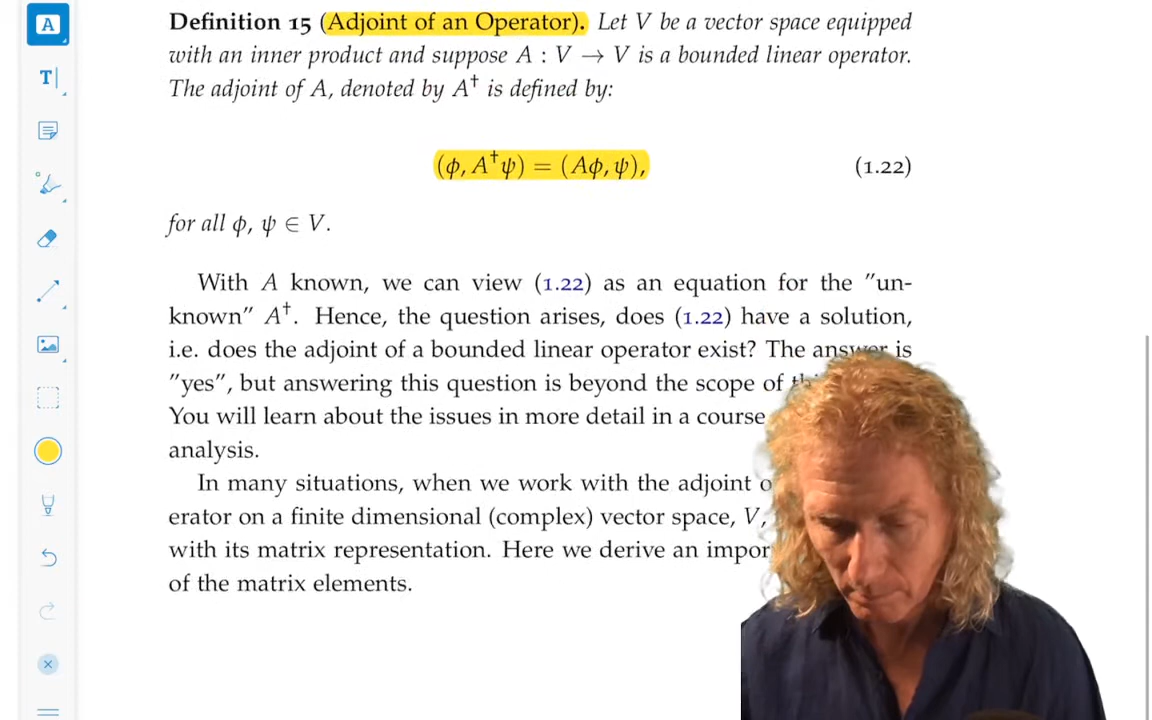 A
T
Definition 15 (Adjoint of an Operator). Let V be a vector space equipped
with an inner product and suppose A : V → V is a bounded linear operator.
The adjoint of A, denoted by A† is defined by:
(ϕ, A†ψ) = (Aϕ, ψ), (1.22)
for all ϕ, ψ ∈ V.
With A known, we can view (1.22) as an equation for the ”un-
known” A†. Hence, the question arises, does (1.22) have a solution,
i.e. does the adjoint of a bounded linear operator exist? The answer is
”yes”, but answering this question is beyond the scope of
You will learn about the issues in more detail in a course
analysis.
In many situations, when we work with the adjoint
erator on a finite dimensional (complex) vector space, V,
with its matrix representation. Here we derive an
of the matrix elements.